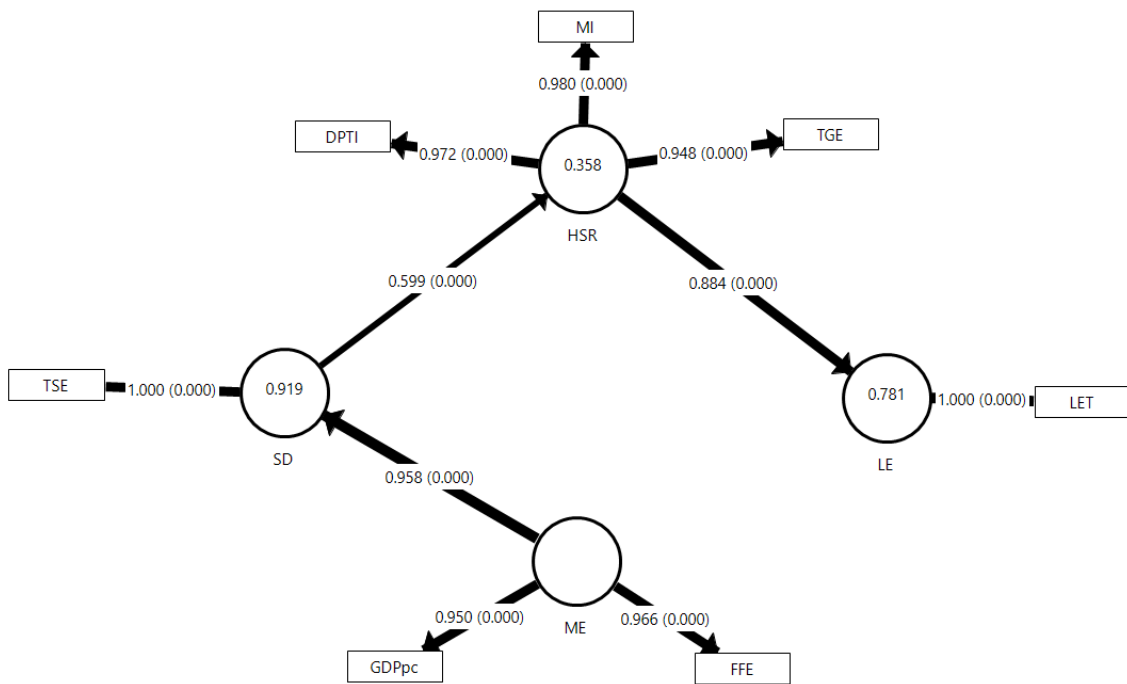 MI
0.980 (0.000)
DPTI
0.972 (0.000)
0.948 (0.000)
TGE
0.358
HSR
0.599 (0.000)
0.884 (0.000)
TSE
1.000 (0.000)
0.919
SD
0.781
LE
1.000 (0.000)
LET
0.958 (0.000)
ME
0.950 (0.000)
0.966 (0.000)
GDPpc
FFE